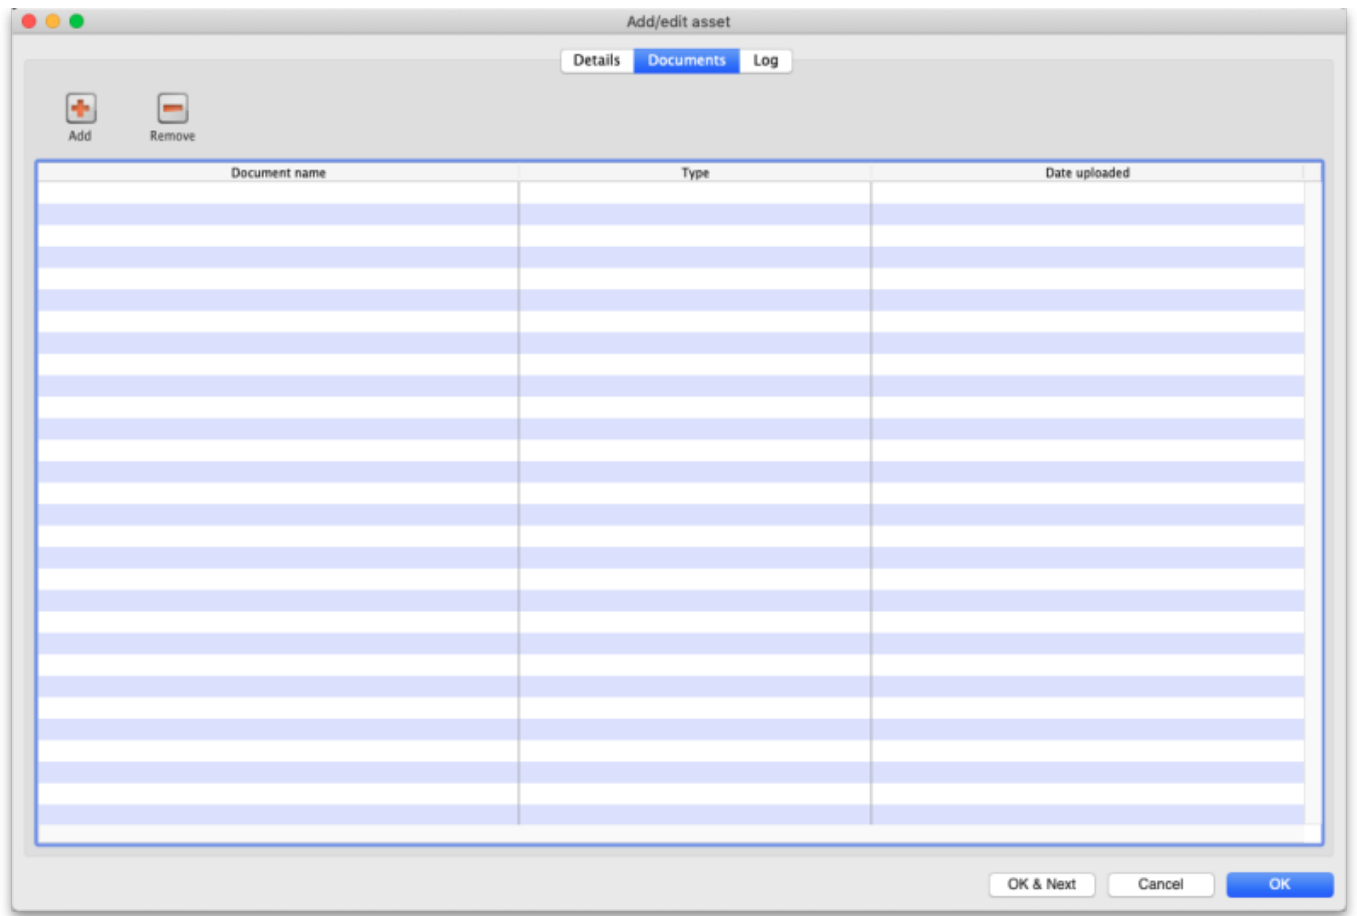 Add/edit asset
Details Documents Log
Add Remove
Document name Type Date uploaded
OK & Next Cancel OK